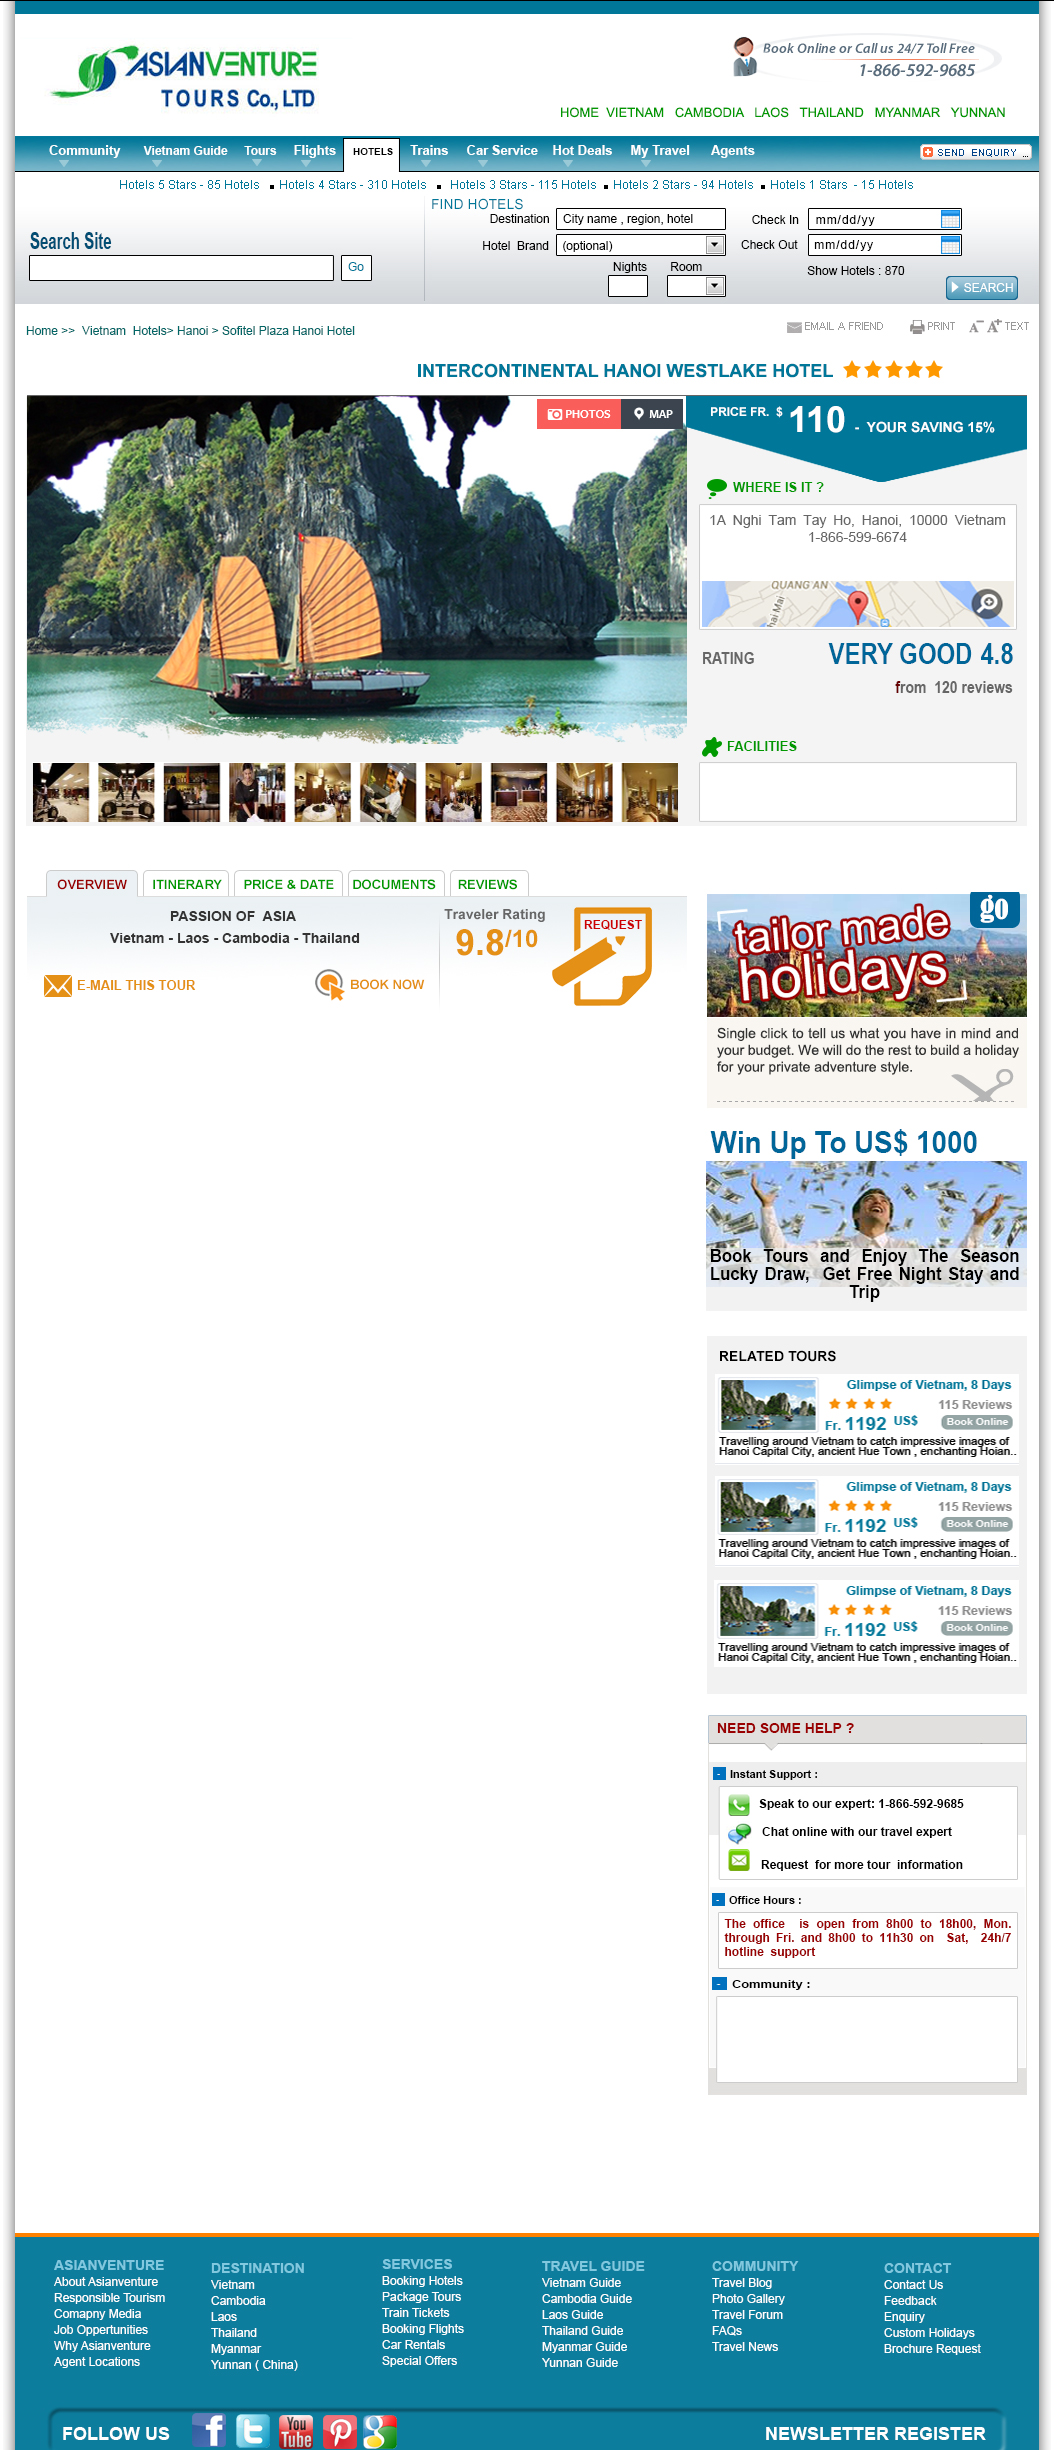 Book Online or Call us 24/7 Toll Free
1-866-592-9685
ASIANVENTURE
TOURS Co., LTD
HOME VIETNAM CAMBODIA LAOS THAILAND MYANMAR YUNNAN
Community Vietnam Guide Tours Flights HOTELS Trains Car Service Hot Deals My Travel Agents SEND ENQUIRY ...
Hotels 5 Stars - 85 Hotels Hotels 4 Stars - 310 Hotels Hotels 3 Stars - 115 Hotels Hotels 2 Stars - 94 Hotels Hotels 1 Stars - 15 Hotels
FIND HOTELS
Destination City name , region, hotel Check In mm/dd/yy
Search Site
Hotel Brand (optional) Check Out mm/dd/yy
Go
Nights Room Show Hotels : 870
SEARCH
Home >> Vietnam Hotels> Hanoi > Sofitel Plaza Hanoi Hotel
EMAIL A FRIEND PRINT A- A+ TEXT
INTERCONTINENTAL HANOI WESTLAKE HOTEL
PHOTOS MAP
PRICE FR. $ 110 - YOUR SAVING 15%
WHERE IS IT ?
1A Nghi Tam Tay Ho, Hanoi, 10000 Vietnam
1-866-599-6674
QUANG AN
hai Mai
RATING VERY GOOD 4.8
from 120 reviews
FACILITIES
OVERVIEW ITINERARY PRICE & DATE DOCUMENTS REVIEWS
PASSION OF ASIA
Vietnam - Laos - Cambodia - Thailand
E-MAIL THIS TOUR BOOK NOW
Traveler Rating
9.8/10
REQUEST
go
tailor made
holidays
Single click to tell us what you have in mind and
your budget. We will do the rest to build a holiday
for your private adventure style.
Win Up To US$ 1000
Book Tours and Enjoy The Season
Lucky Draw, Get Free Night Stay and
Trip
RELATED TOURS
Glimpse of Vietnam, 8 Days
115 Reviews
Fr. 1192 US$ Book Online
Travelling around Vietnam to catch impressive images of
Hanoi Capital City, ancient Hue Town , enchanting Hoian..
Glimpse of Vietnam, 8 Days
115 Reviews
Fr. 1192 US$ Book Online
Travelling around Vietnam to catch impressive images of
Hanoi Capital City, ancient Hue Town , enchanting Hoian..
Glimpse of Vietnam, 8 Days
115 Reviews
Fr. 1192 US$ Book Online
Travelling around Vietnam to catch impressive images of
Hanoi Capital City, ancient Hue Town , enchanting Hoian..
NEED SOME HELP ?
- Instant Support :
Speak to our expert: 1-866-592-9685
Chat online with our travel expert
Request for more tour information
- Office Hours :
The office is open from 8h00 to 18h00, Mon.
through Fri. and 8h00 to 11h30 on Sat, 24h/7
hotline support
- Community :
ASIANVENTURE
About Asianventure
Responsible Tourism
Comapny Media
Job Oppertunities
Why Asianventure
Agent Locations
DESTINATION
Vietnam
Cambodia
Laos
Thailand
Myanmar
Yunnan ( China)
SERVICES
Booking Hotels
Package Tours
Train Tickets
Booking Flights
Car Rentals
Special Offers
TRAVEL GUIDE
Vietnam Guide
Cambodia Guide
Laos Guide
Thailand Guide
Myanmar Guide
Yunnan Guide
COMMUNITY
Travel Blog
Photo Gallery
Travel Forum
FAQs
Travel News
CONTACT
Contact Us
Feedback
Enquiry
Custom Holidays
Brochure Request
FOLLOW US f t You Tube P g NEWSLETTER REGISTER